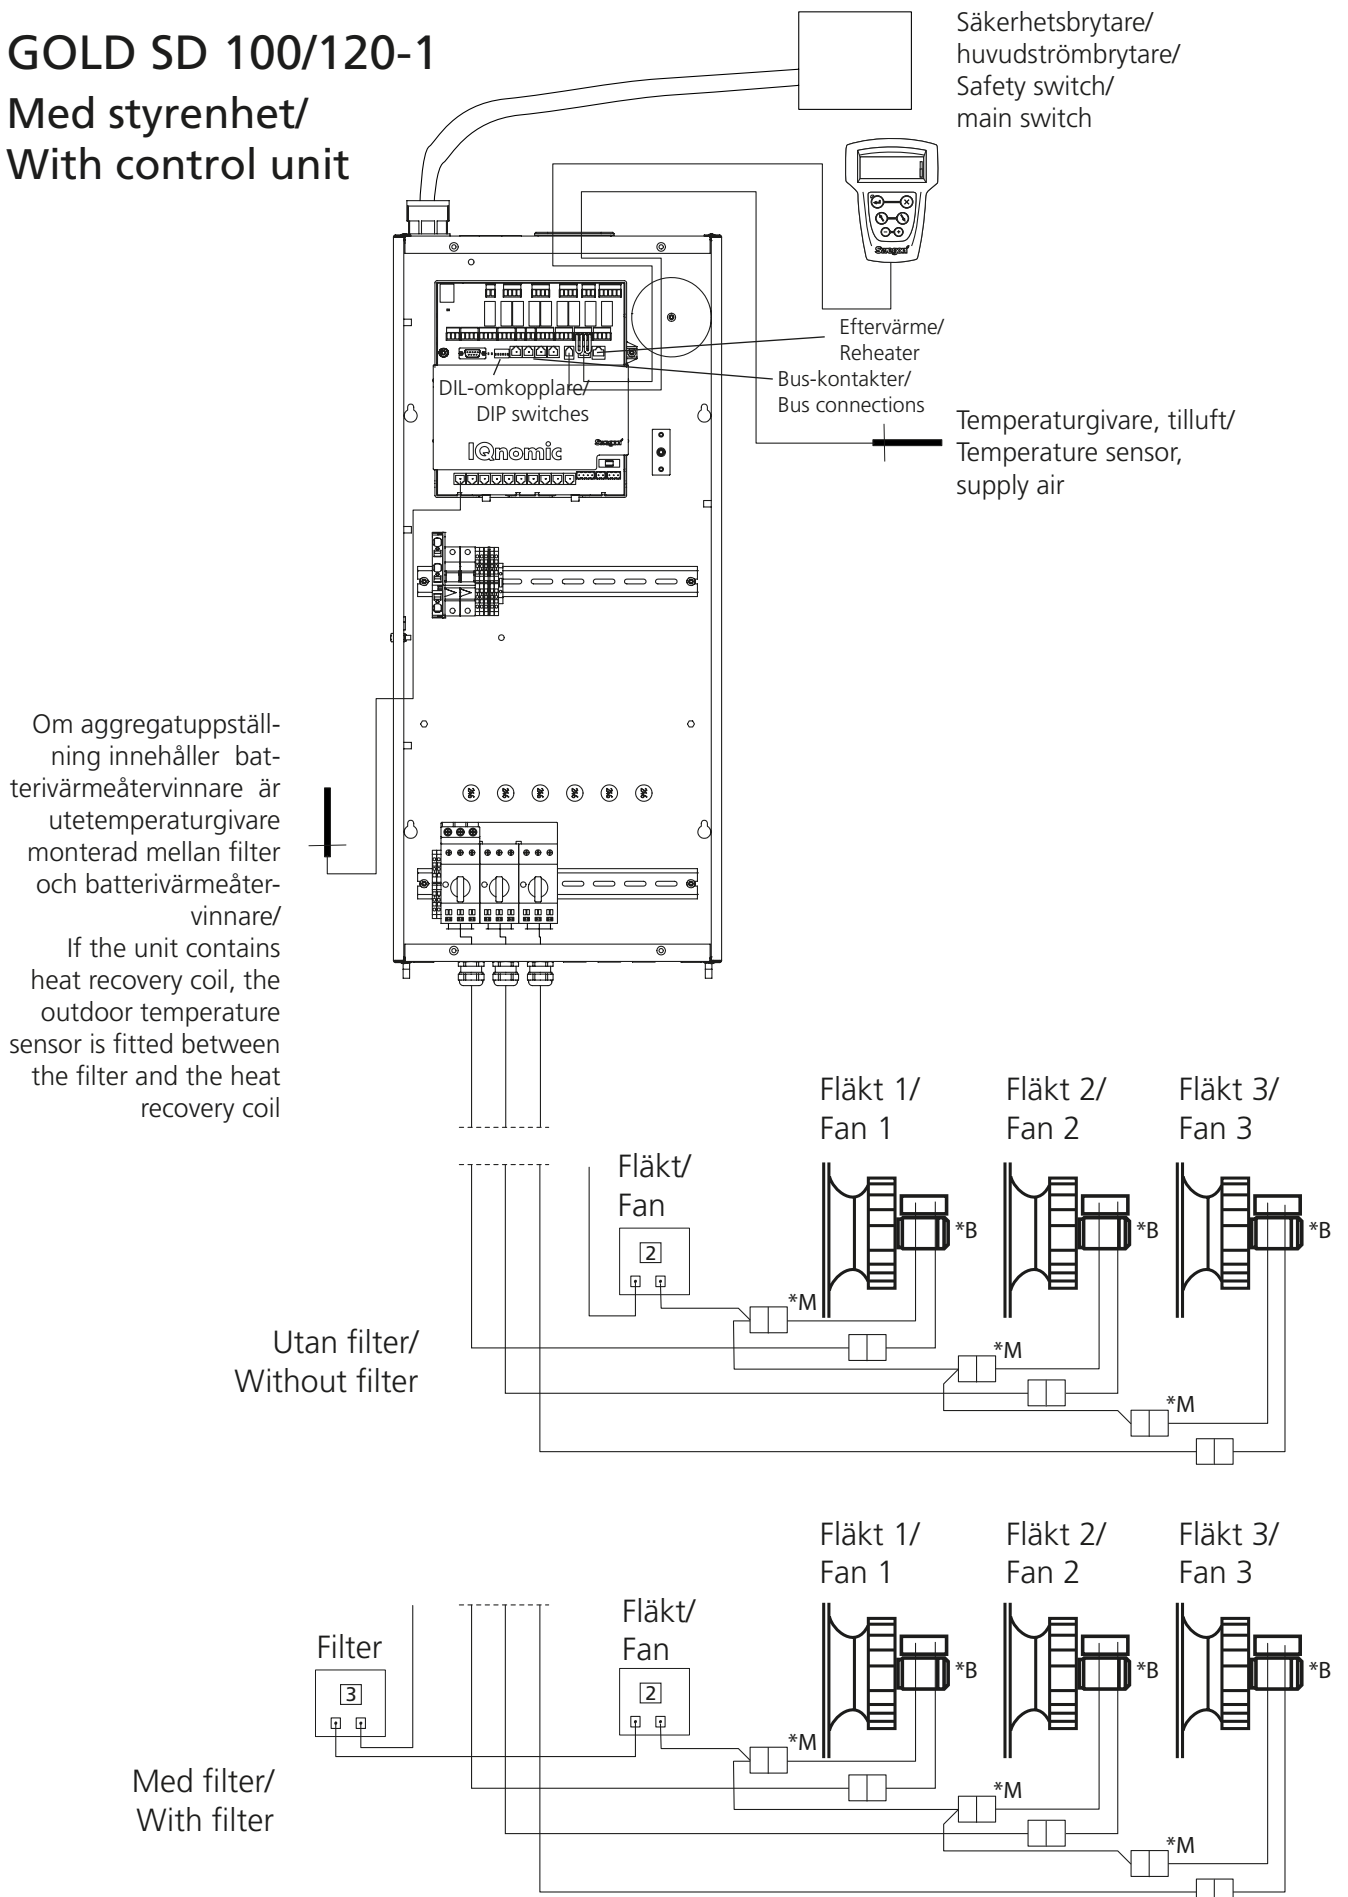 GOLD SD 100/120-1
Med styrenhet/
With control unit
Säkerhetsbrytare/
huvudströmbrytare/
Safety switch/
main switch
Swegon
Eftervärme/
Reheater
Bus-kontakter/
Bus connections
DIL-omkopplare/
DIP switches
Swegon
IQnomic
Temperaturgivare, tilluft/
Temperature sensor,
supply air
Om aggregatuppställ-
ning innehåller bat-
terivärmeåtervinnare är
utetemperaturgivare
monterad mellan filter
och batterivärmeåter-
vinnare/
If the unit contains
heat recovery coil, the
outdoor temperature
sensor is fitted between
the filter and the heat
recovery coil
Fläkt 1/
Fan 1
Fläkt 2/
Fan 2
Fläkt 3/
Fan 3
Fläkt/
Fan
2
*B
*B
*B
*M
*M
*M
Utan filter/
Without filter
Fläkt 1/
Fan 1
Fläkt 2/
Fan 2
Fläkt 3/
Fan 3
Fläkt/
Fan
2
Filter
3
*B
*B
*B
*M
*M
*M
Med filter/
With filter